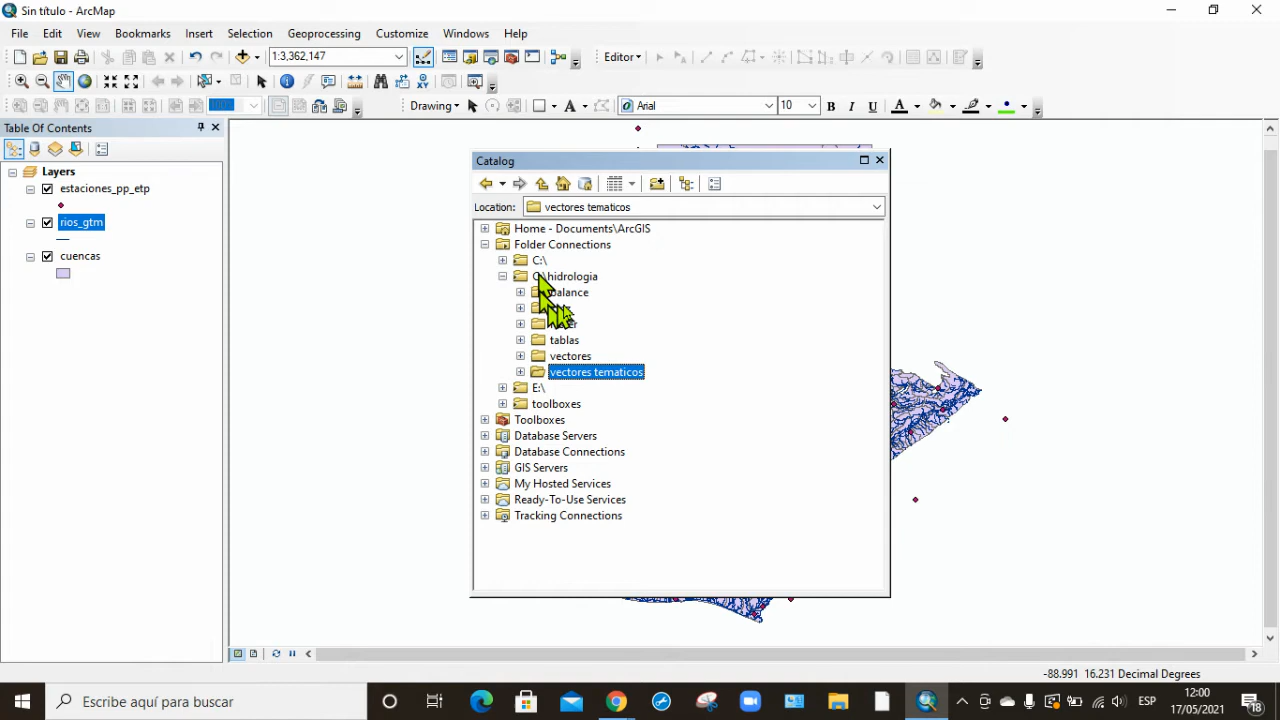 Sin título - ArcMap
File Edit View Bookmarks Insert Selection Geoprocessing Customize Windows Help
1:3,362,147 Editor
Drawing Arial 10 B I U A
Table Of Contents
Layers
estaciones_pp_etp
rios_gtm
cuencas
Catalog
Location: vectores tematicos
Home - Documents\ArcGIS
Folder Connections
C:\
hidrologia
balance
tablas
vectores
vectores tematicos
E:\
toolboxes
Toolboxes
Database Servers
Database Connections
GIS Servers
My Hosted Services
Ready-To-Use Services
Tracking Connections
-88.991 16.231 Decimal Degrees
Escribe aquí para buscar
ESP
12:00
17/05/2021
18